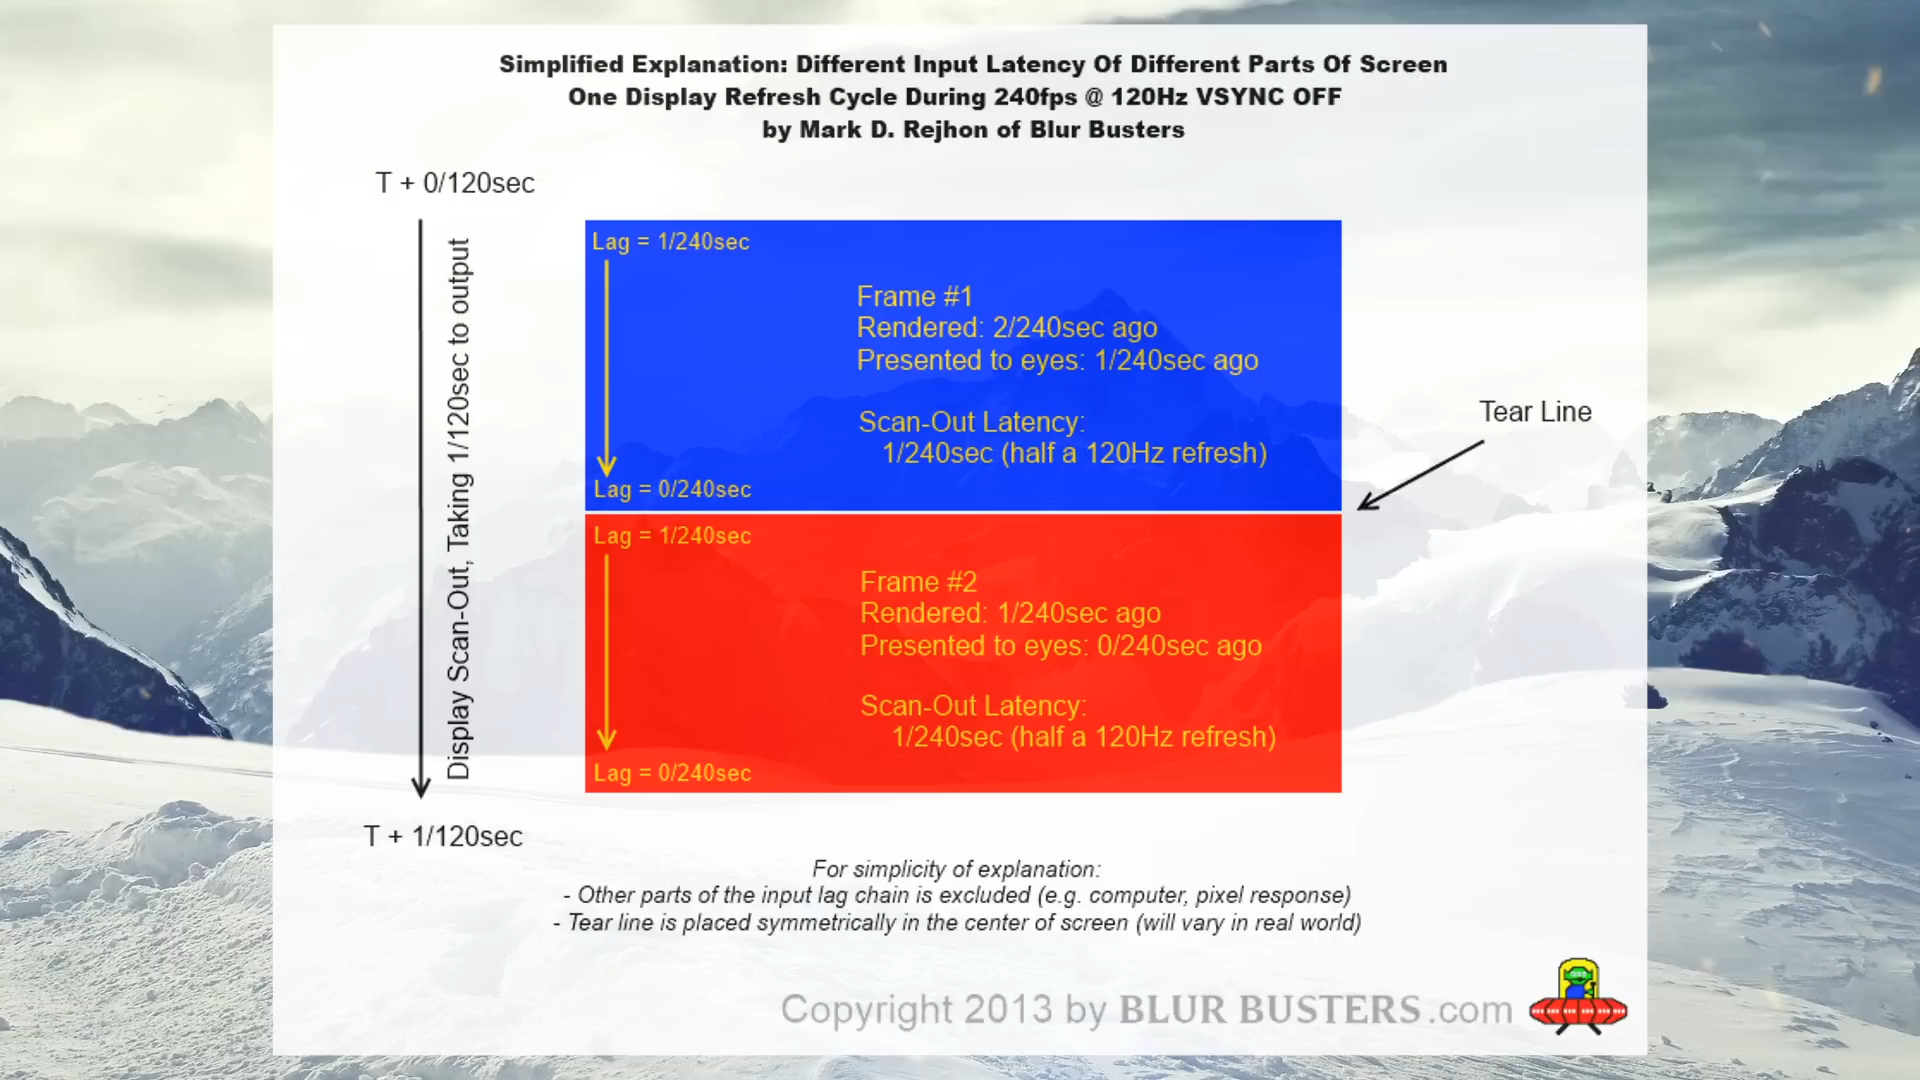 Simplified Explanation: Different Input Latency Of Different Parts Of Screen
One Display Refresh Cycle During 240fps @ 120Hz VSYNC OFF
by Mark D. Rejhon of Blur Busters
T + 0/120sec
Display Scan-Out, Taking 1/120sec to output
T + 1/120sec
Lag = 1/240sec
Frame #1
Rendered: 2/240sec ago
Presented to eyes: 1/240sec ago
Scan-Out Latency:
1/240sec (half a 120Hz refresh)
Lag = 0/240sec
Tear Line
Lag = 1/240sec
Frame #2
Rendered: 1/240sec ago
Presented to eyes: 0/240sec ago
Scan-Out Latency:
1/240sec (half a 120Hz refresh)
Lag = 0/240sec
For simplicity of explanation:
- Other parts of the input lag chain is excluded (e.g. computer, pixel response)
- Tear line is placed symmetrically in the center of screen (will vary in real world)
Copyright 2013 by BLUR BUSTERS.com